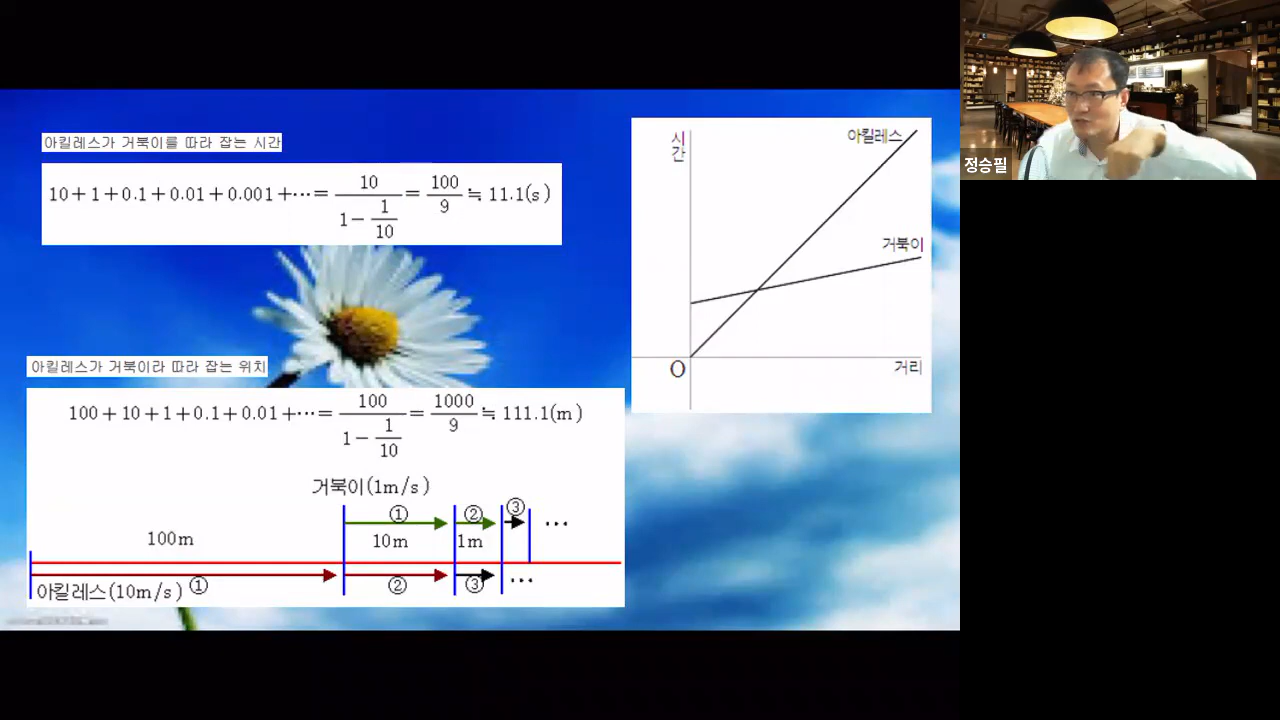 아킬레스가 거북이를 따라 잡는 시간
10+1+0.1+0.01+0.001+⋯= 10/(1−1/10) = 100/9 ≒ 11.1(s)
아킬레스가 거북이라 따라 잡는 위치
100+10+1+0.1+0.01+⋯= 100/(1−1/10) = 1000/9 ≒ 111.1(m)
거북이(1m/s)
① ② ③ ⋯
100m 10m 1m
아킬레스(10m/s) ① ② ③ ⋯
시간
아킬레스
거북이
O 거리
정승필